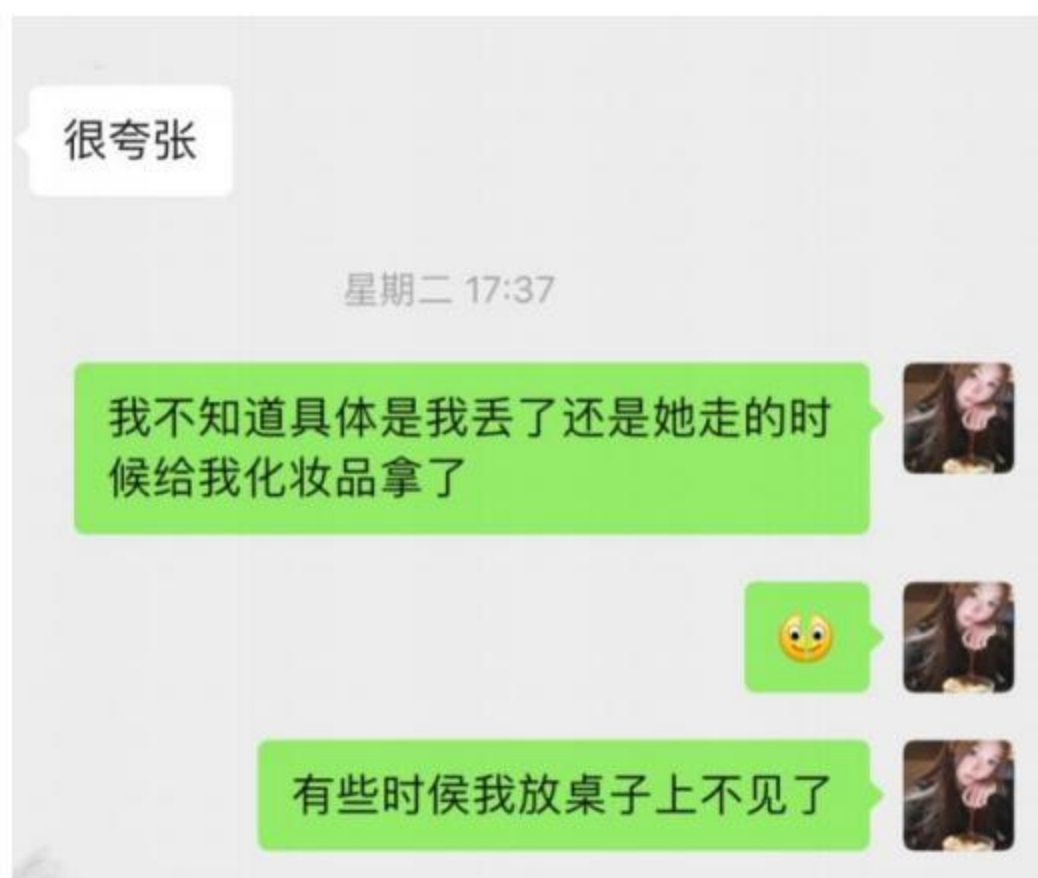 很夸张
星期二 17:37
我不知道具体是我丢了还是她走的时
候给我化妆品拿了
有些时侯我放桌子上不见了